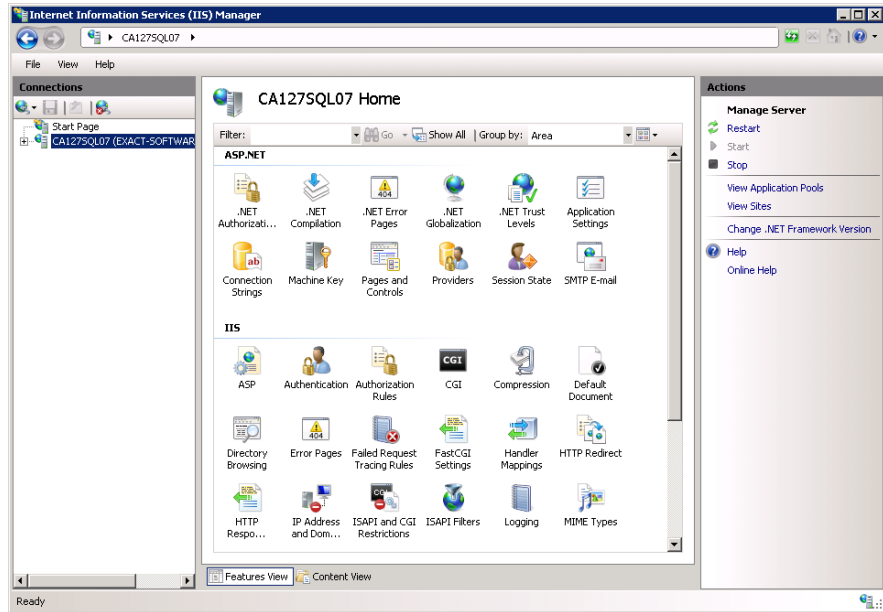 Internet Information Services (IIS) Manager
CA127SQL07
File View Help
Connections
Start Page
CA127SQL07 (EXACT-SOFTWAR
CA127SQL07 Home
Filter: Go Show All Group by: Area
ASP.NET
.NET Authorizati...
.NET Compilation
.NET Error Pages
.NET Globalization
.NET Trust Levels
Application Settings
ab
Connection Strings
Machine Key
Pages and Controls
Providers
Session State
SMTP E-mail
IIS
ASP
Authentication
Authorization Rules
CGI
CGI
Compression
Default Document
404
Directory Browsing
Error Pages
Failed Request Tracing Rules
FastCGI Settings
Handler Mappings
HTTP Redirect
HTTP Respo...
IP Address and Dom...
ISAPI and CGI Restrictions
ISAPI Filters
Logging
MIME Types
Features View Content View
Actions
Manage Server
Restart
Start
Stop
View Application Pools
View Sites
Change .NET Framework Version
Help
Online Help
Ready